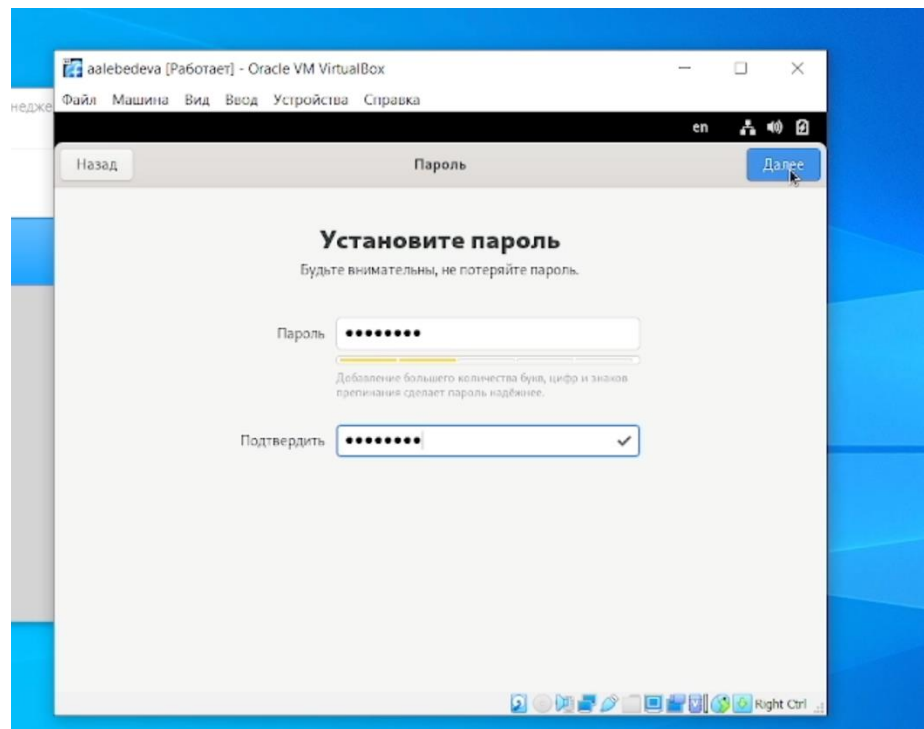 aalebedeva [Работает] - Oracle VM VirtualBox
Файл Машина Вид Ввод Устройства Справка
en
Назад
Пароль
Далее
Установите пароль
Будьте внимательны, не потеряйте пароль.
Пароль
Добавление большего количества букв, цифр и знаков
препинания сделает пароль надёжнее.
Подтвердить
Right Ctrl